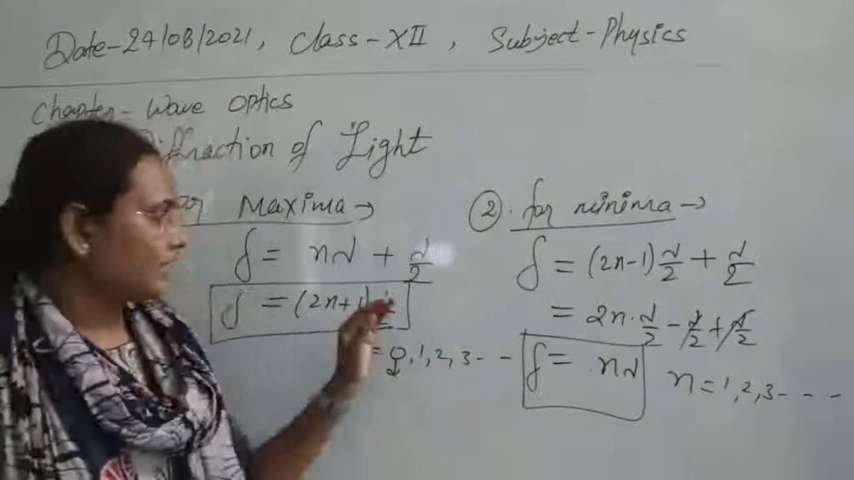 Date-24/08/2021, Class-XII, Subject-Physics
Chapter- Wave Optics
Diffraction of Light
for Maxima →
δ = nλ + λ/2
δ = (2n+1)
= 0,1,2,3- -
② for minima →
δ = (2n-1) λ/2 + λ/2
= 2n·λ/2 - λ/2 + λ/2
δ = nλ
n=1,2,3- - - -